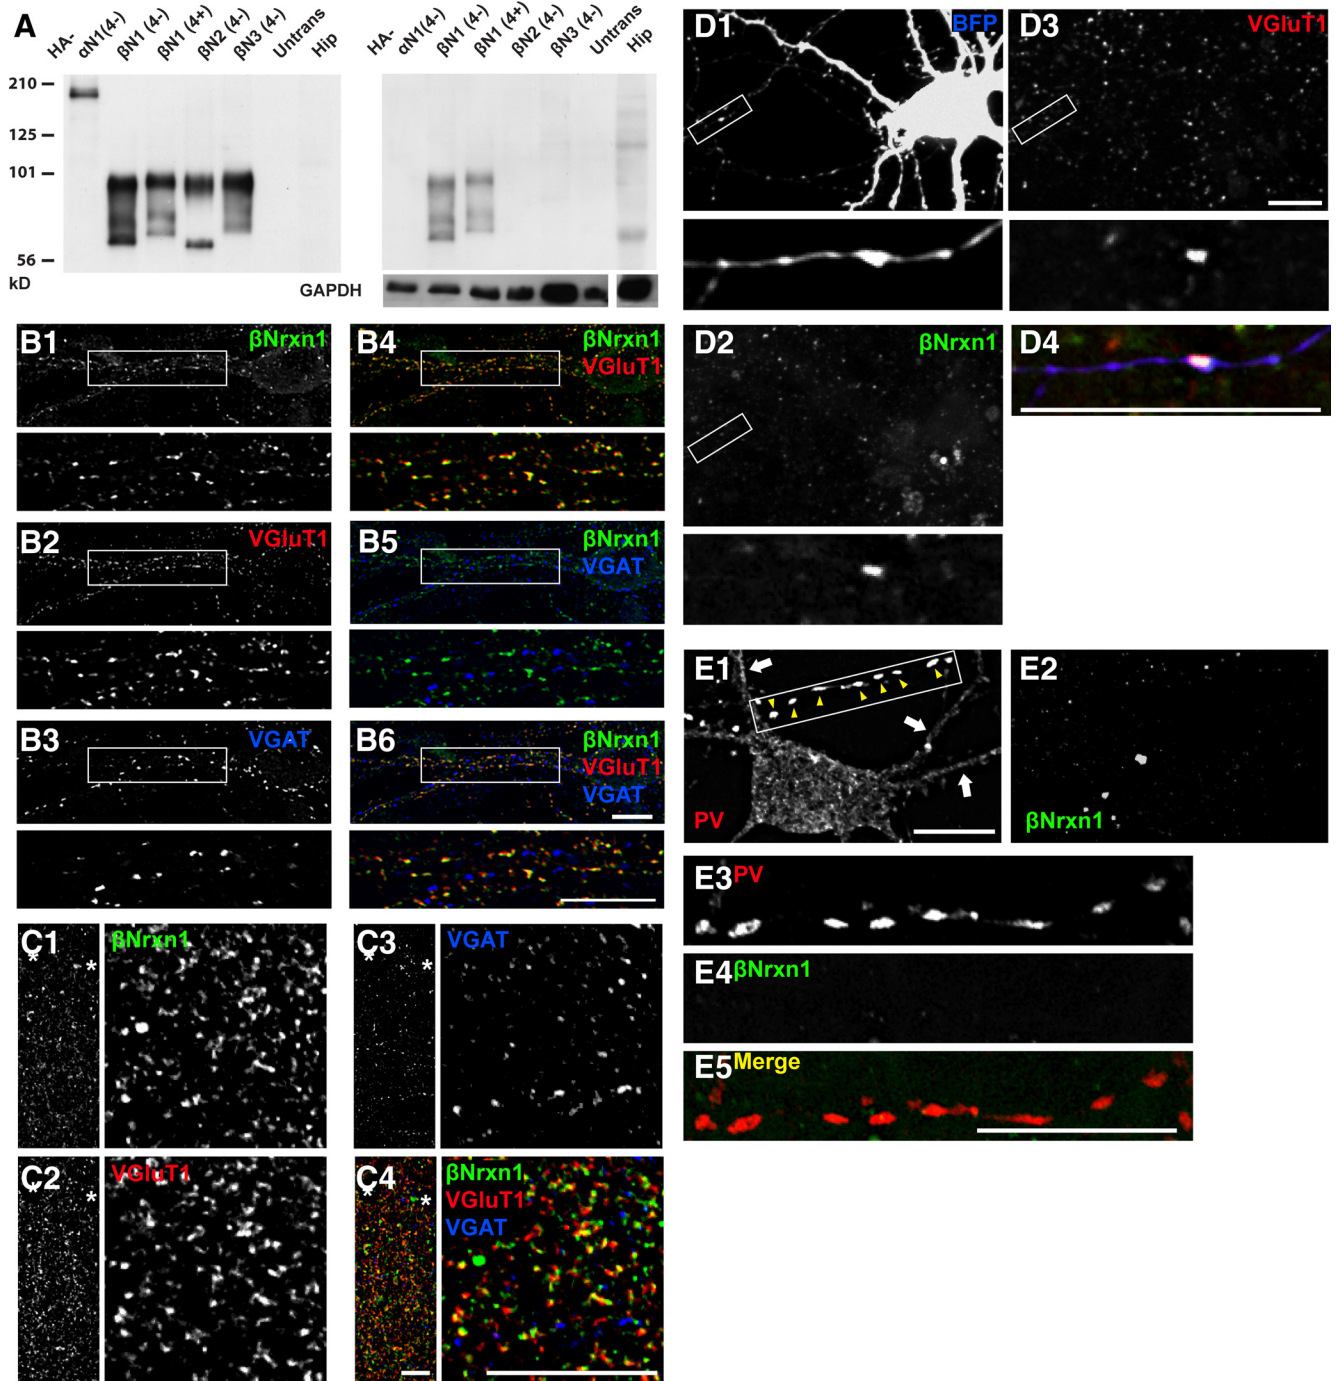 A
HA- αN1(4-) βN1 (4-) βN1 (4+) βN2 (4-) βN3 (4-) Untrans Hip
210
125
101
56
kD
HA- αN1(4-) βN1 (4-) βN1 (4+) βN2 (4-) βN3 (4-) Untrans Hip
GAPDH
B1 βNrxn1
B2 VGluT1
B3 VGAT
B4 βNrxn1
VGluT1
B5 βNrxn1
VGAT
B6 βNrxn1
VGluT1
VGAT
C1 βNrxn1
* *
C2 VGluT1
* *
C3 VGAT
* *
C4 βNrxn1
VGluT1
VGAT
* *
D1 BFP
D2 βNrxn1
D3 VGluT1
D4
E1
PV
E2
βNrxn1
E3 PV
E4 βNrxn1
E5 Merge